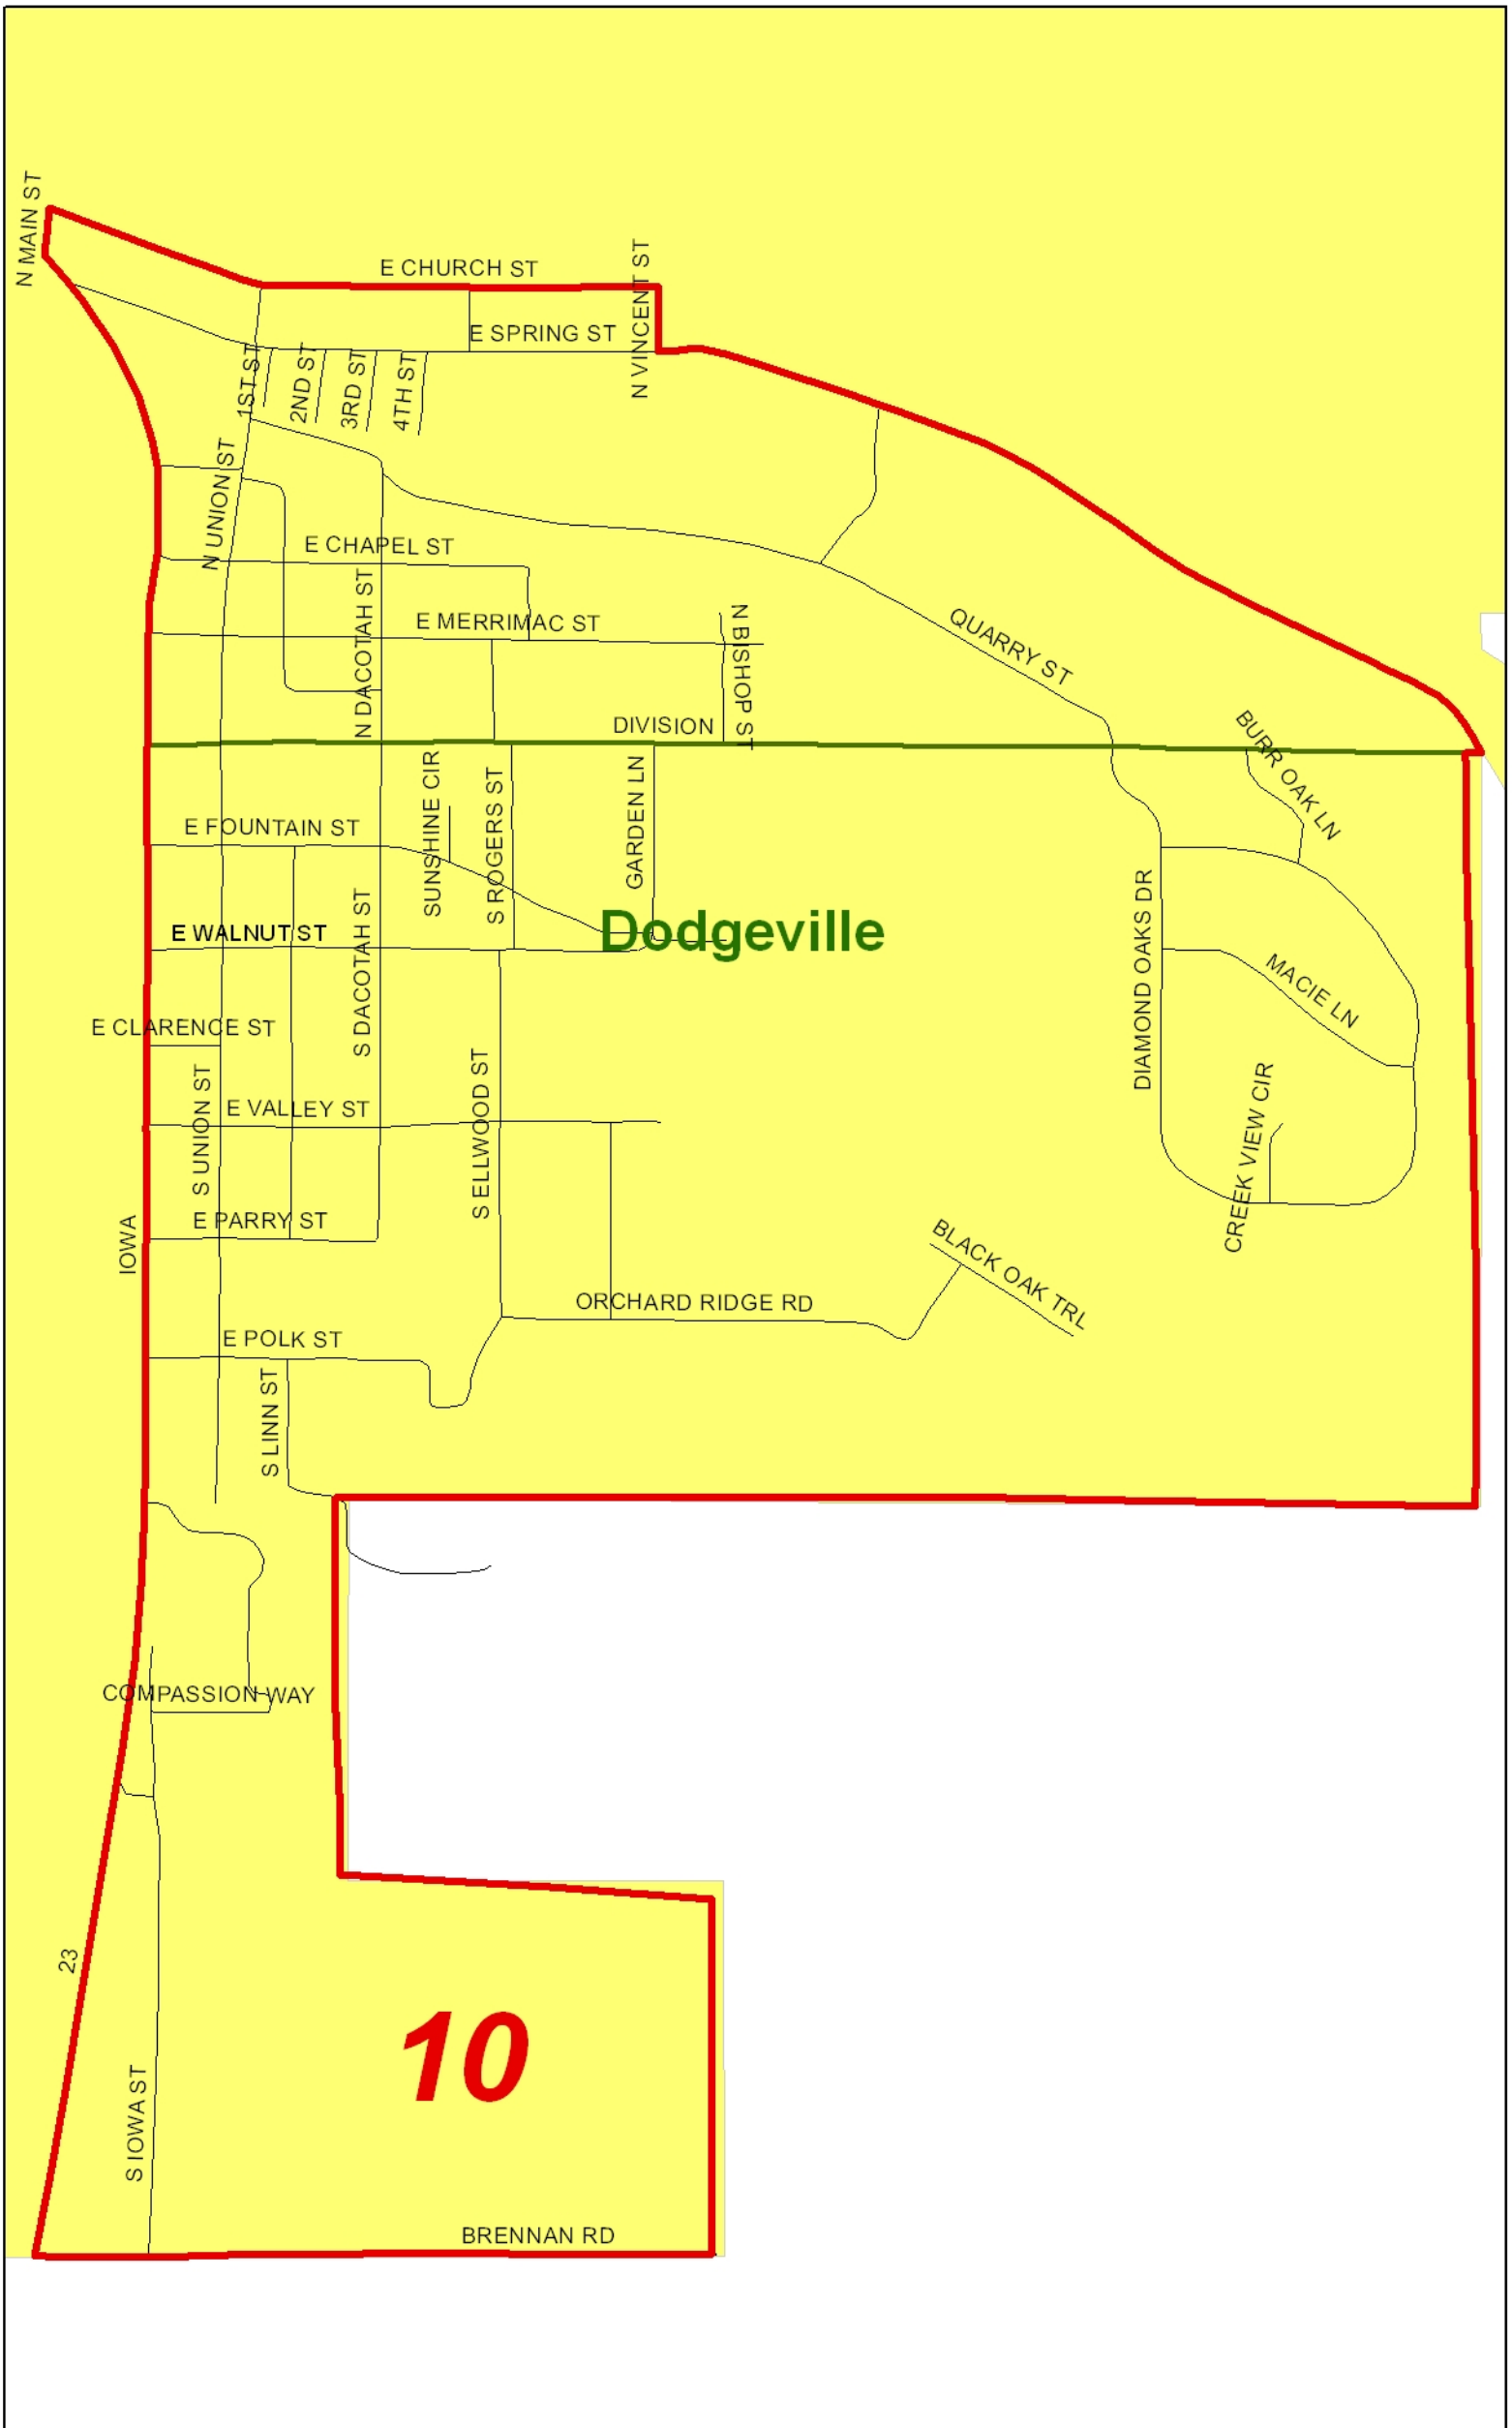 N MAIN ST
E CHURCH ST
N VINCENT ST
E SPRING ST
1ST ST
2ND ST
3RD ST
4TH ST
N UNION ST
E CHAPEL ST
N DACOTAH ST
E MERRIMAC ST
N BISHOP ST
QUARRY ST
DIVISION
BURR OAK LN
SUNSHINE CIR
S ROGERS ST
GARDEN LN
E FOUNTAIN ST
DIAMOND OAKS DR
S DACOTAH ST
E WALNUT ST
Dodgeville
MACIE LN
E CLARENCE ST
S UNION ST
E VALLEY ST
S ELLWOOD ST
CREEK VIEW CIR
IOWA
E PARRY ST
BLACK OAK TRL
ORCHARD RIDGE RD
E POLK ST
S LINN ST
COMPASSION WAY
23
10
S IOWA ST
BRENNAN RD